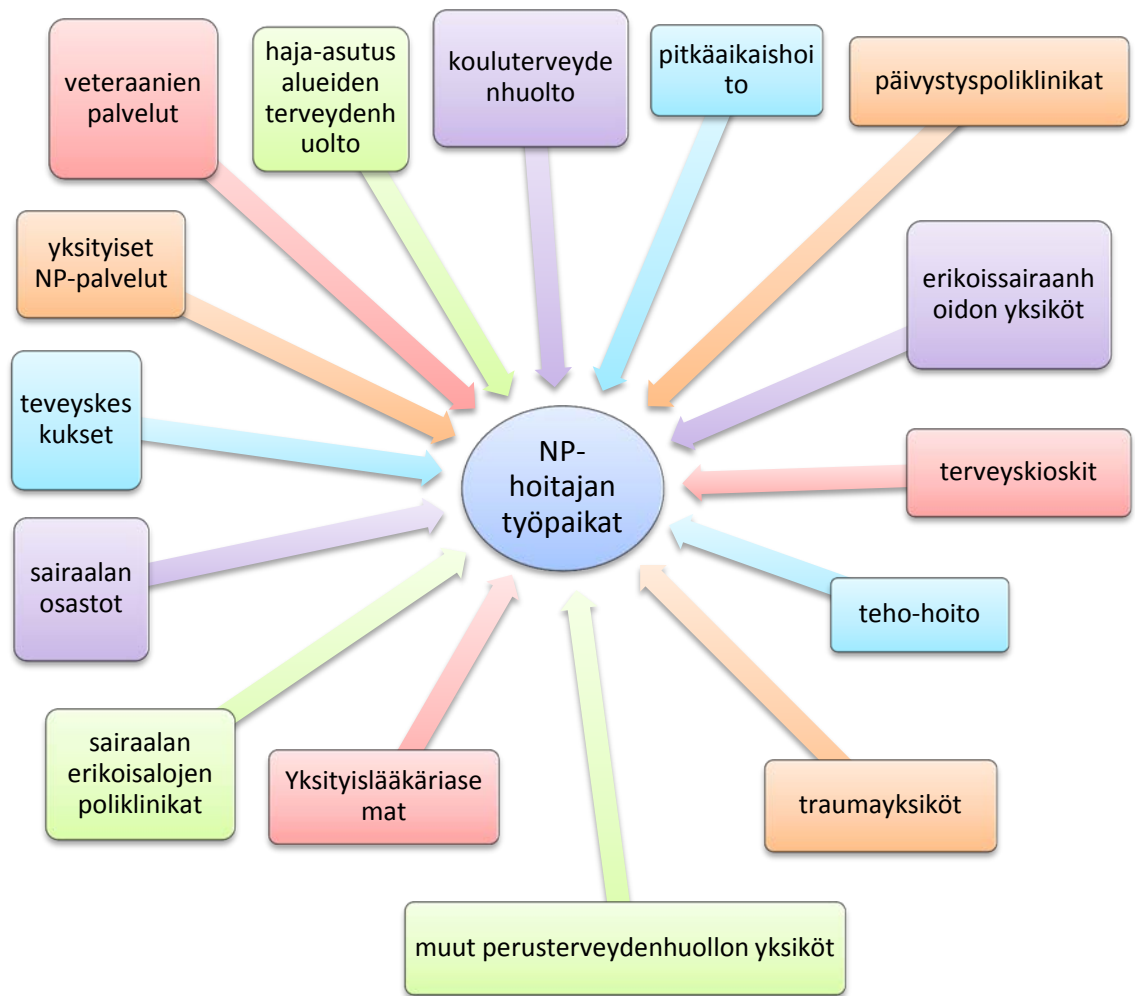 veteraanien
palvelut
haja-asutus
alueiden
terveydenh
uolto
kouluterveyde
nhuolto
pitkäaikaishoi
to
päivystyspoliklinikat
yksityiset
NP-palvelut
erikoissairaanh
oidon yksiköt
teveyskes
kukset
NP-
hoitajan
työpaikat
terveyskioskit
sairaalan
osastot
teho-hoito
sairaalan
erikoisalojen
poliklinikat
Yksityislääkäriase
mat
traumayksiköt
muut perusterveydenhuollon yksiköt